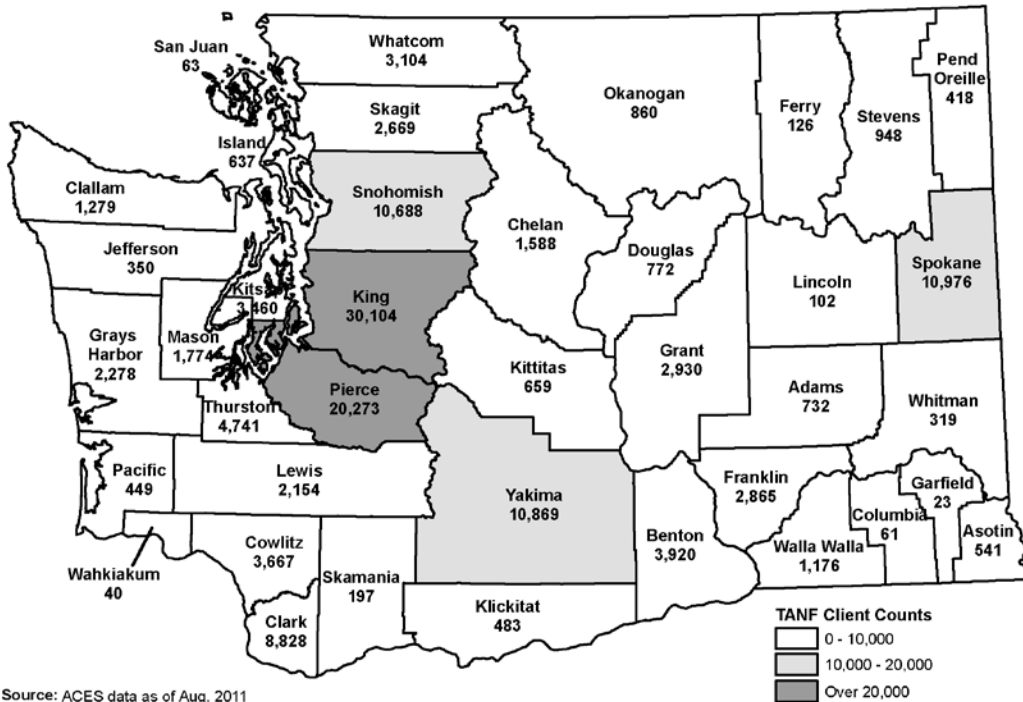 San Juan
63
Whatcom
3,104
Skagit
2,669
Island
637
Okanogan
860
Ferry
126
Stevens
948
Pend
Oreille
418
Clallam
1,279
Snohomish
10,688
Chelan
1,588
Douglas
772
Jefferson
350
Lincoln
102
Spokane
10,976
King
30,104
Mason
1,774
Grays
Harbor
2,278
Kittitas
659
Grant
2,930
Adams
732
Whitman
319
Pierce
20,273
Thurston
4,741
Pacific
449
Lewis
2,154
Yakima
10,869
Benton
3,920
Franklin
2,865
Walla Walla
1,176
Columbia
61
Garfield
23
Asotin
541
Wahkiakum
40
Cowlitz
3,667
Skamania
197
Clark
8,828
Klickitat
483
TANF Client Counts
0 - 10,000
10,000 - 20,000
Over 20,000
Source: ACES data as of Aug. 2011